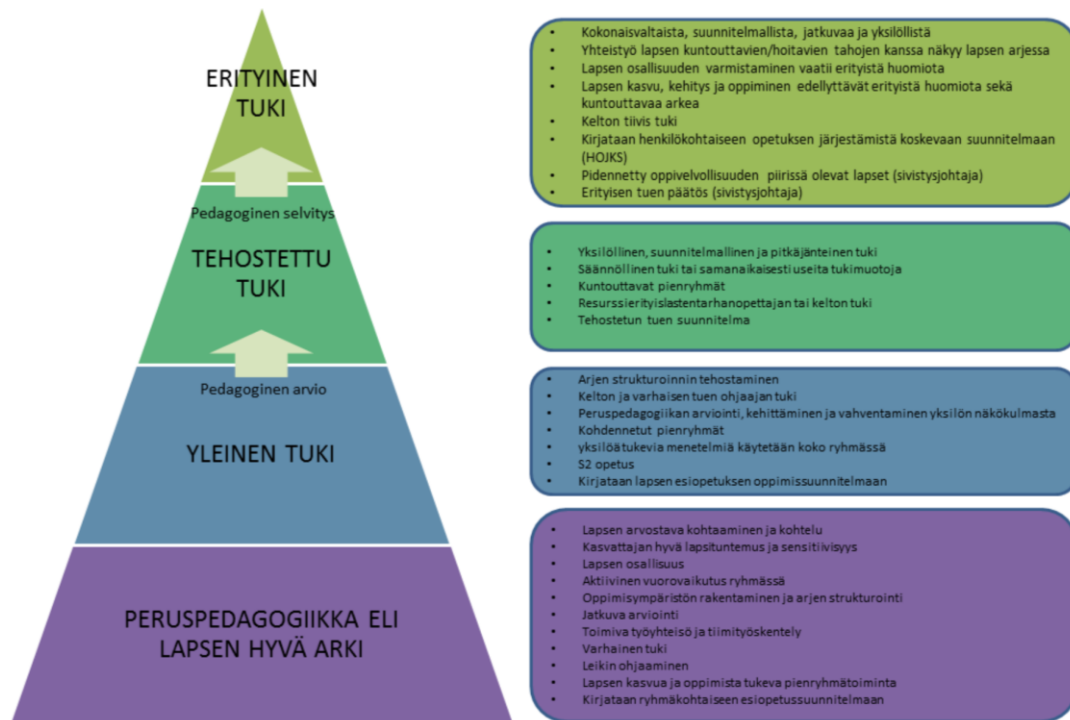 ERITYINEN
TUKI
Pedagoginen selvitys
TEHOSTETTU
TUKI
Pedagoginen arvio
YLEINEN TUKI
PERUSPEDAGOGIIKKA ELI
LAPSEN HYVÄ ARKI
• Kokonaisvaltaista, suunnitelmallista, jatkuvaa ja yksilöllistä
• Yhteistyö lapsen kuntouttavien/hoitavien tahojen kanssa näkyy lapsen arjessa
• Lapsen osallisuuden varmistaminen vaatii erityistä huomiota
• Lapsen kasvu, kehitys ja oppiminen edellyttävät erityistä huomiota sekä
kuntouttavaa arkea
• Kelton tiivis tuki
• Kirjataan henkilökohtaiseen opetuksen järjestämistä koskevaan suunnitelmaan
(HOJKS)
• Pidennetty oppivelvollisuuden piirissä olevat lapset (sivistysjohtaja)
• Erityisen tuen päätös (sivistysjohtaja)
• Yksilöllinen, suunnitelmallinen ja pitkäjänteinen tuki
• Säännöllinen tuki tai samanaikaisesti useita tukimuotoja
• Kuntouttavat pienryhmät
• Resurssierityislastentarhanopettajan tai kelton tuki
• Tehostetun tuen suunnitelma
• Arjen strukturoinnin tehostaminen
• Kelton ja varhaisen tuen ohjaajan tuki
• Peruspedagogiikan arviointi, kehittäminen ja vahventaminen yksilön näkökulmasta
• Kohdennetut pienryhmät
• yksilöä tukevia menetelmiä käytetään koko ryhmässä
• S2 opetus
• Kirjataan lapsen esiopetuksen oppimissuunnitelmaan
• Lapsen arvostava kohtaaminen ja kohtelu
• Kasvattajan hyvä lapsituntemus ja sensitiivisyys
• Lapsen osallisuus
• Aktiivinen vuorovaikutus ryhmässä
• Oppimisympäristön rakentaminen ja arjen strukturointi
• Jatkuva arviointi
• Toimiva työyhteisö ja tiimityöskentely
• Varhainen tuki
• Leikin ohjaaminen
• Lapsen kasvua ja oppimista tukeva pienryhmätoiminta
• Kirjataan ryhmäkohtaiseen esiopetussuunnitelmaan